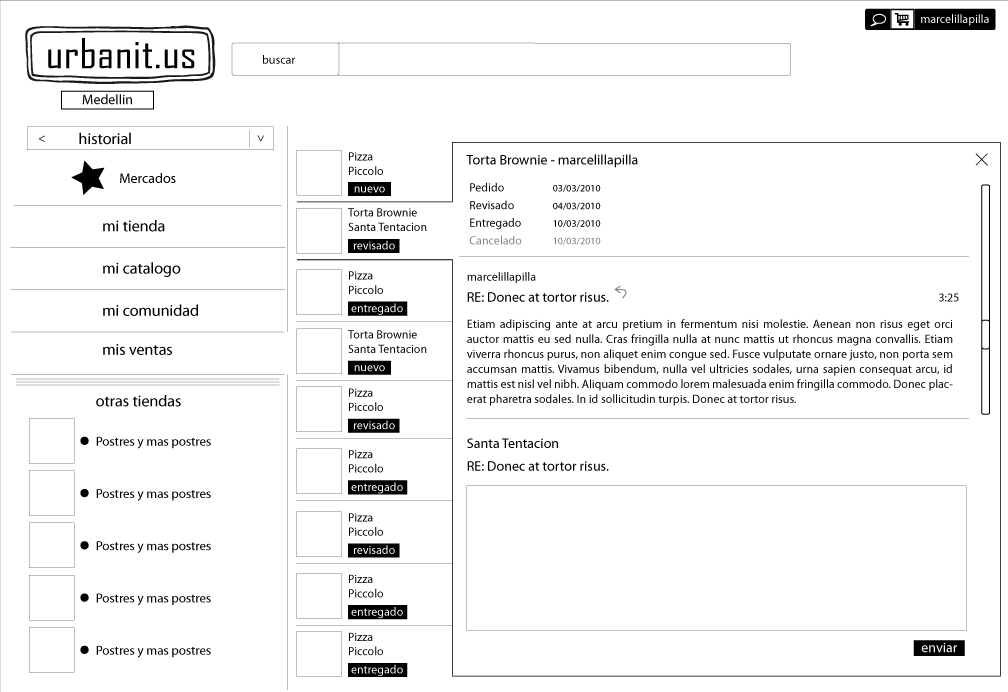 marcelillapilla
urbanit.us
buscar
Medellin
< historial v
Mercados
mi tienda
mi catalogo
mi comunidad
mis ventas
otras tiendas
Postres y mas postres
Postres y mas postres
Postres y mas postres
Postres y mas postres
Postres y mas postres
Pizza
Piccolo
nuevo
Torta Brownie
Santa Tentacion
revisado
Pizza
Piccolo
entregado
Torta Brownie
Santa Tentacion
nuevo
Pizza
Piccolo
revisado
Pizza
Piccolo
entregado
Pizza
Piccolo
revisado
Pizza
Piccolo
entregado
Pizza
Piccolo
entregado
Torta Brownie - marcelillapilla
Pedido 03/03/2010
Revisado 04/03/2010
Entregado 10/03/2010
Cancelado 10/03/2010
marcelillapilla
RE: Donec at tortor risus. 3:25
Etiam adipiscing ante at arcu pretium in fermentum nisi molestie. Aenean non risus eget orci
auctor mattis eu sed nulla. Cras fringilla nulla at nunc mattis ut rhoncus magna convallis. Etiam
viverra rhoncus purus, non aliquet enim congue sed. Fusce vulputate ornare justo, non porta sem
accumsan mattis. Vivamus bibendum, nulla vel ultricies sodales, urna sapien consequat arcu, id
mattis est nisl vel nibh. Aliquam commodo lorem malesuada enim fringilla commodo. Donec plac-
erat pharetra sodales. In id sollicitudin turpis. Donec at tortor risus.
Santa Tentacion
RE: Donec at tortor risus.
enviar